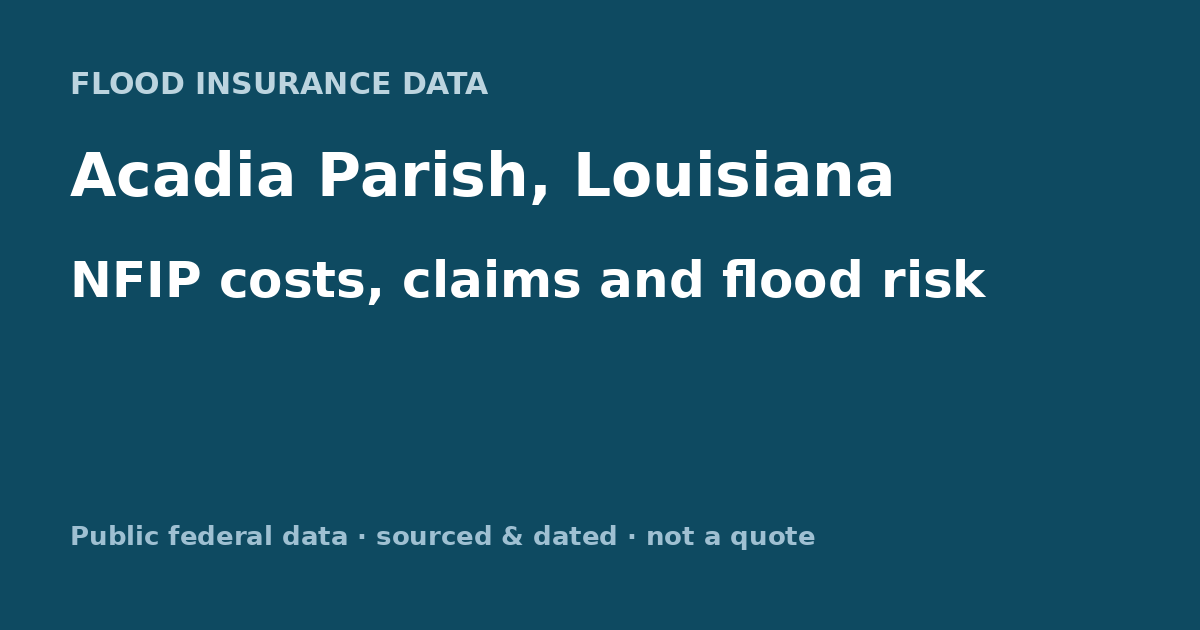 FLOOD INSURANCE DATA
Acadia Parish, Louisiana
NFIP costs, claims and flood risk
Public federal data · sourced & dated · not a quote